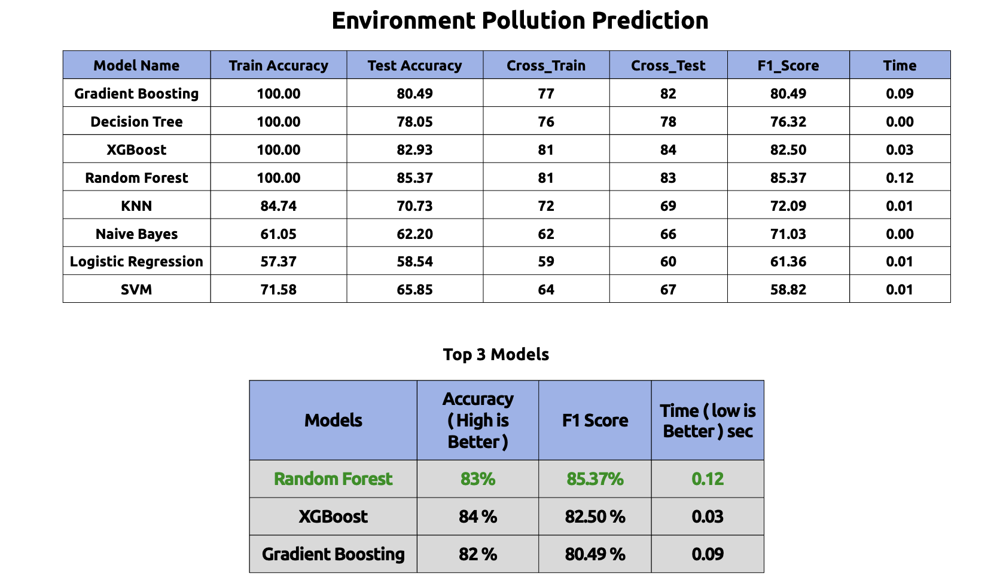 Environment Pollution Prediction
Model Name Train Accuracy Test Accuracy Cross_Train Cross_Test F1_Score Time
Gradient Boosting 100.00 80.49 77 82 80.49 0.09
Decision Tree 100.00 78.05 76 78 76.32 0.00
XGBoost 100.00 82.93 81 84 82.50 0.03
Random Forest 100.00 85.37 81 83 85.37 0.12
KNN 84.74 70.73 72 69 72.09 0.01
Naive Bayes 61.05 62.20 62 66 71.03 0.00
Logistic Regression 57.37 58.54 59 60 61.36 0.01
SVM 71.58 65.85 64 67 58.82 0.01
Top 3 Models
Models
Accuracy
( High is
Better )
F1 Score
Time ( low is
Better ) sec
Random Forest 83% 85.37% 0.12
XGBoost 84 % 82.50 % 0.03
Gradient Boosting 82 % 80.49 % 0.09